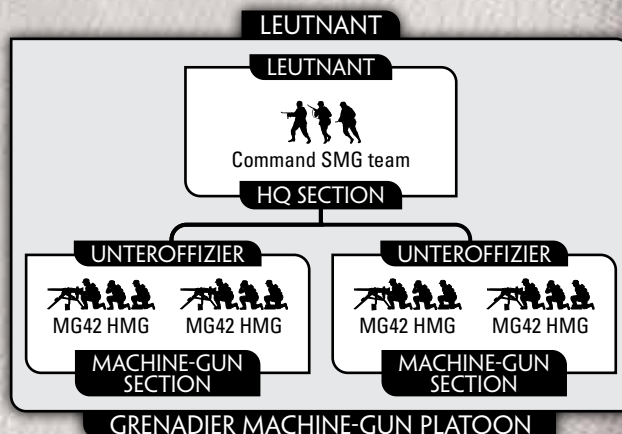 LEUTNANT
LEUTNANT
Command SMG team
HQ SECTION
UNTEROFFIZIER
MG42 HMG MG42 HMG
MACHINE-GUN
SECTION
UNTEROFFIZIER
MG42 HMG MG42 HMG
MACHINE-GUN
SECTION
GRENADIER MACHINE-GUN PLATOON